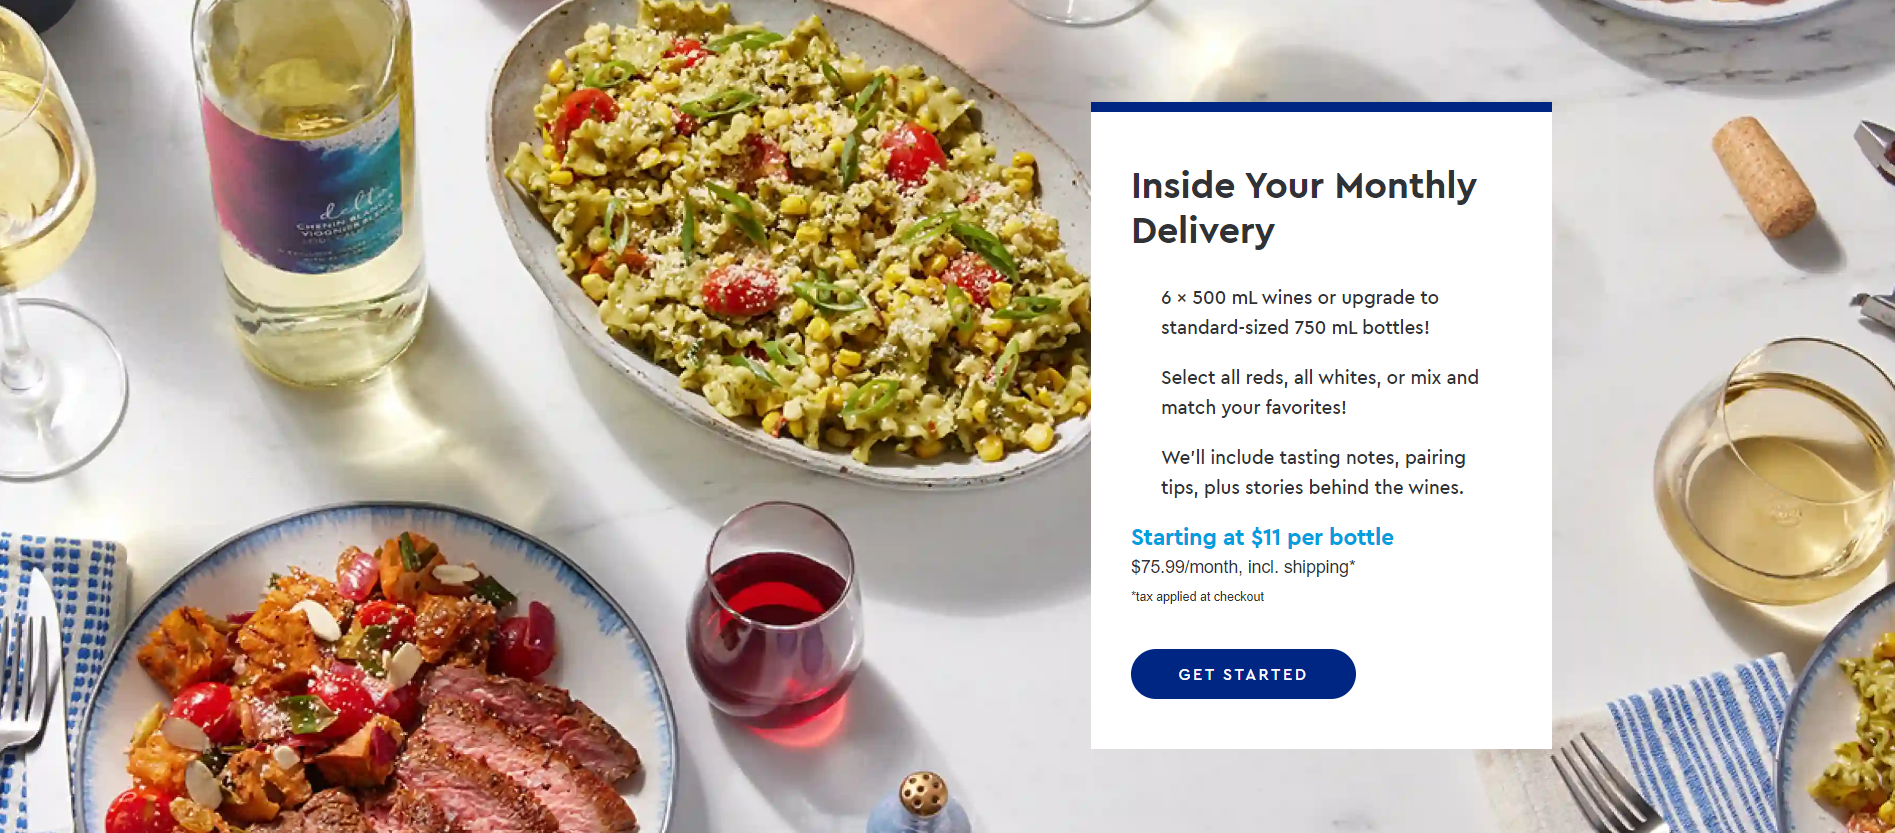 delta
CHENIN BLANC
VIOGNIER BLEND
Inside Your Monthly
Delivery
6 × 500 mL wines or upgrade to
standard-sized 750 mL bottles!
Select all reds, all whites, or mix and
match your favorites!
We'll include tasting notes, pairing
tips, plus stories behind the wines.
Starting at $11 per bottle
$75.99/month, incl. shipping*
*tax applied at checkout
GET STARTED